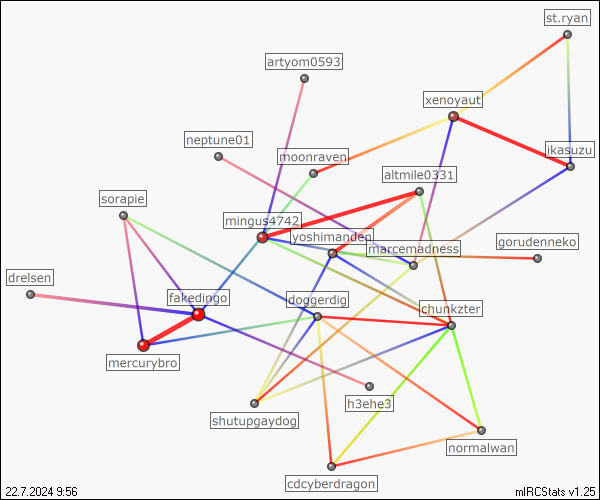 st.ryan
artyom0593
xenoyaut
neptune01
moonraven
ikasuzu
altmile0331
sorapie
mingus4742
yoshimanden
marcemadness
gorudenneko
drelsen
fakedingo
doggerdig
chunkzter
mercurybro
h3ehe3
shutupgaydog
normalwan
cdcyberdragon
22.7.2024 9:56
mIRCStats v1.25